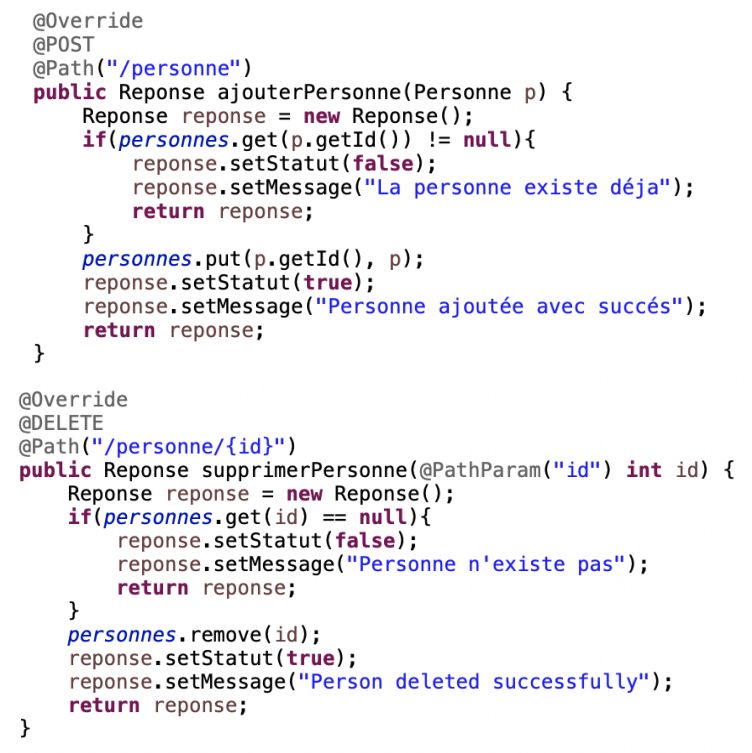 @Override
@POST
@Path("/personne")
public Reponse ajouterPersonne(Personne p) {
Reponse reponse = new Reponse();
if(personnes.get(p.getId()) != null){
reponse.setStatut(false);
reponse.setMessage("La personne existe déja");
return reponse;
}
personnes.put(p.getId(), p);
reponse.setStatut(true);
reponse.setMessage("Personne ajoutée avec succés");
return reponse;
}
@Override
@DELETE
@Path("/personne/{id}")
public Reponse supprimerPersonne(@PathParam("id") int id) {
Reponse reponse = new Reponse();
if(personnes.get(id) == null){
reponse.setStatut(false);
reponse.setMessage("Personne n'existe pas");
return reponse;
}
personnes.remove(id);
reponse.setStatut(true);
reponse.setMessage("Person deleted successfully");
return reponse;
}